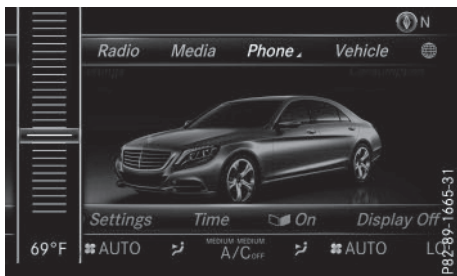 N
Radio Media Phone Vehicle
Settings Time On Display Off
69°F AUTO MEDIUM MEDIUM AUTO LO
A/C OFF
P82-89-1665-31